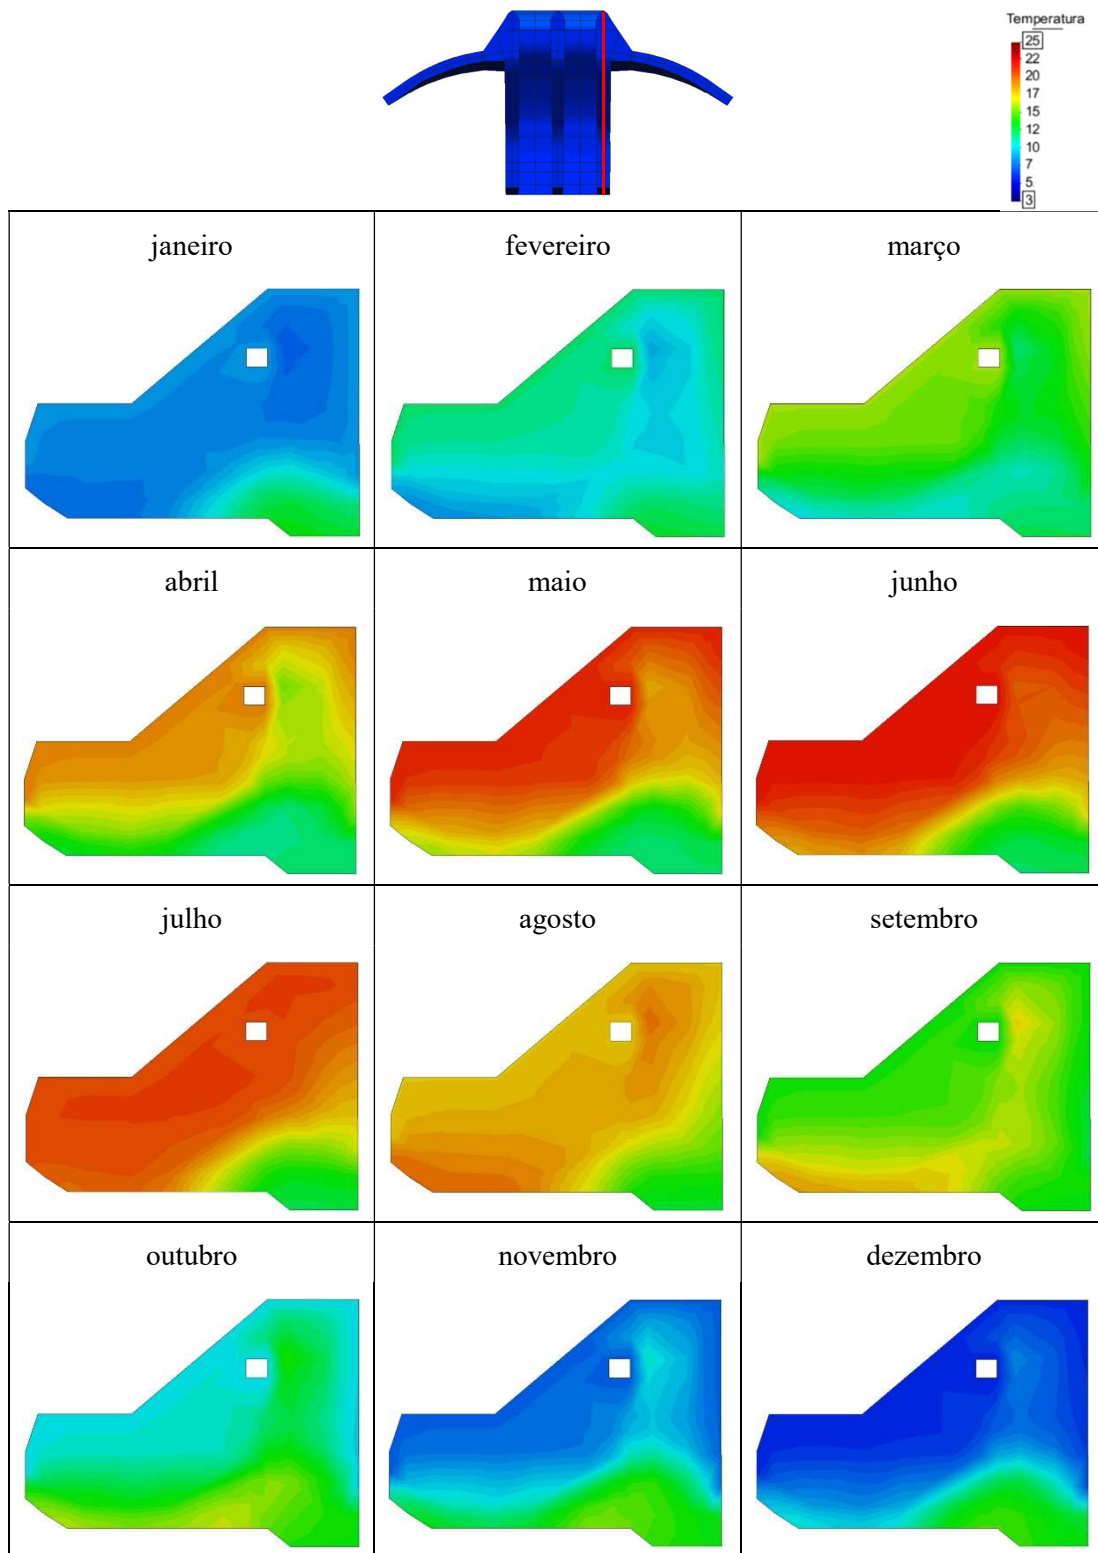 Temperatura
25
22
20
17
15
12
10
7
5
3
janeiro
fevereiro
março
abril
maio
junho
julho
agosto
setembro
outubro
novembro
dezembro